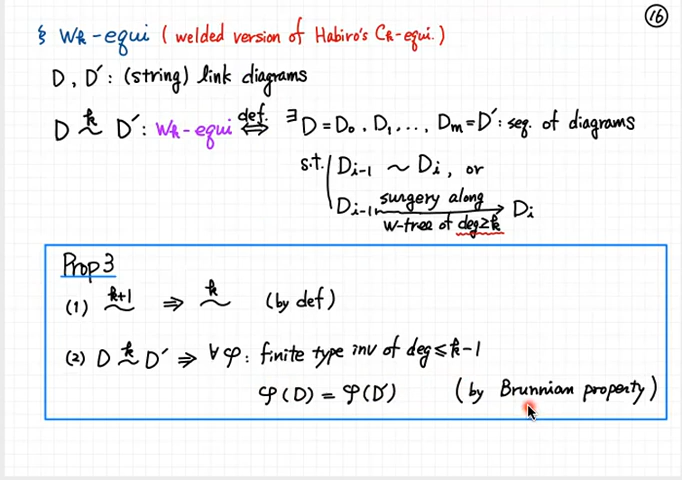 16
§ Wk-equi (welded version of Habiro's Ck-equi.)
D, D′: (string) link diagrams
D k∼ D′: Wk-equi def.⇔ ∃D = D0, D1, ..., Dm = D′: seq. of diagrams
s.t. Di-1 ∼ Di, or
Di-1 surgery along w-tree of deg≥k → Di
Prop3
(1) k+1∼ ⇒ k∼ (by def)
(2) D k∼ D′ ⇒ ∀φ: finite type inv of deg ≤ k-1
φ(D) = φ(D′) (by Brunnian property)